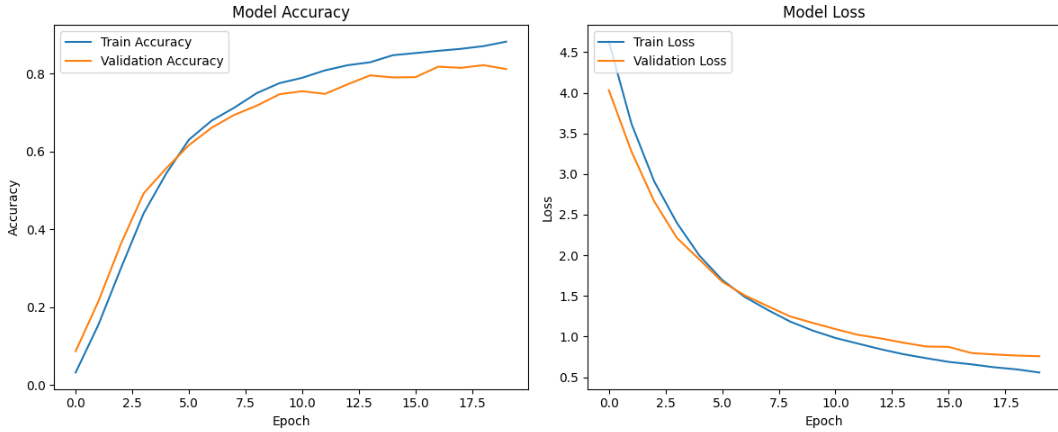 Model Accuracy
Train Accuracy
Validation Accuracy
0.8
0.6
0.4
0.2
0.0
Accuracy
0.0 2.5 5.0 7.5 10.0 12.5 15.0 17.5
Epoch
Model Loss
Train Loss
Validation Loss
4.5
4.0
3.5
3.0
2.5
2.0
1.5
1.0
0.5
Loss
0.0 2.5 5.0 7.5 10.0 12.5 15.0 17.5
Epoch